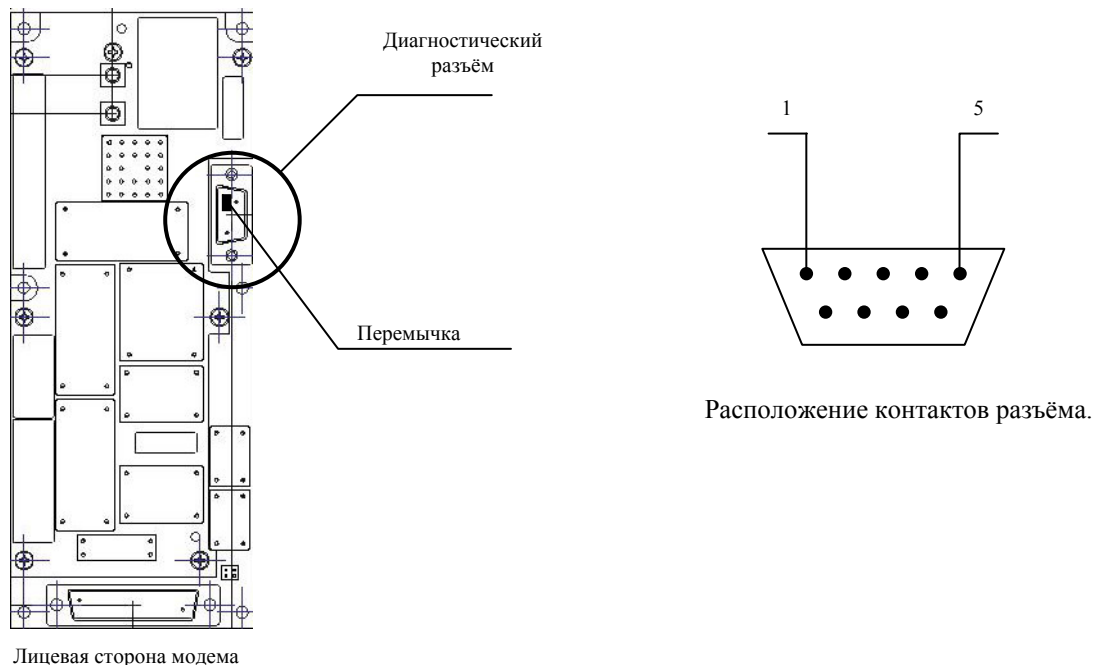 Диагностический
разъём
1 5
Перемычка
Расположение контактов разъёма.
Лицевая сторона модема